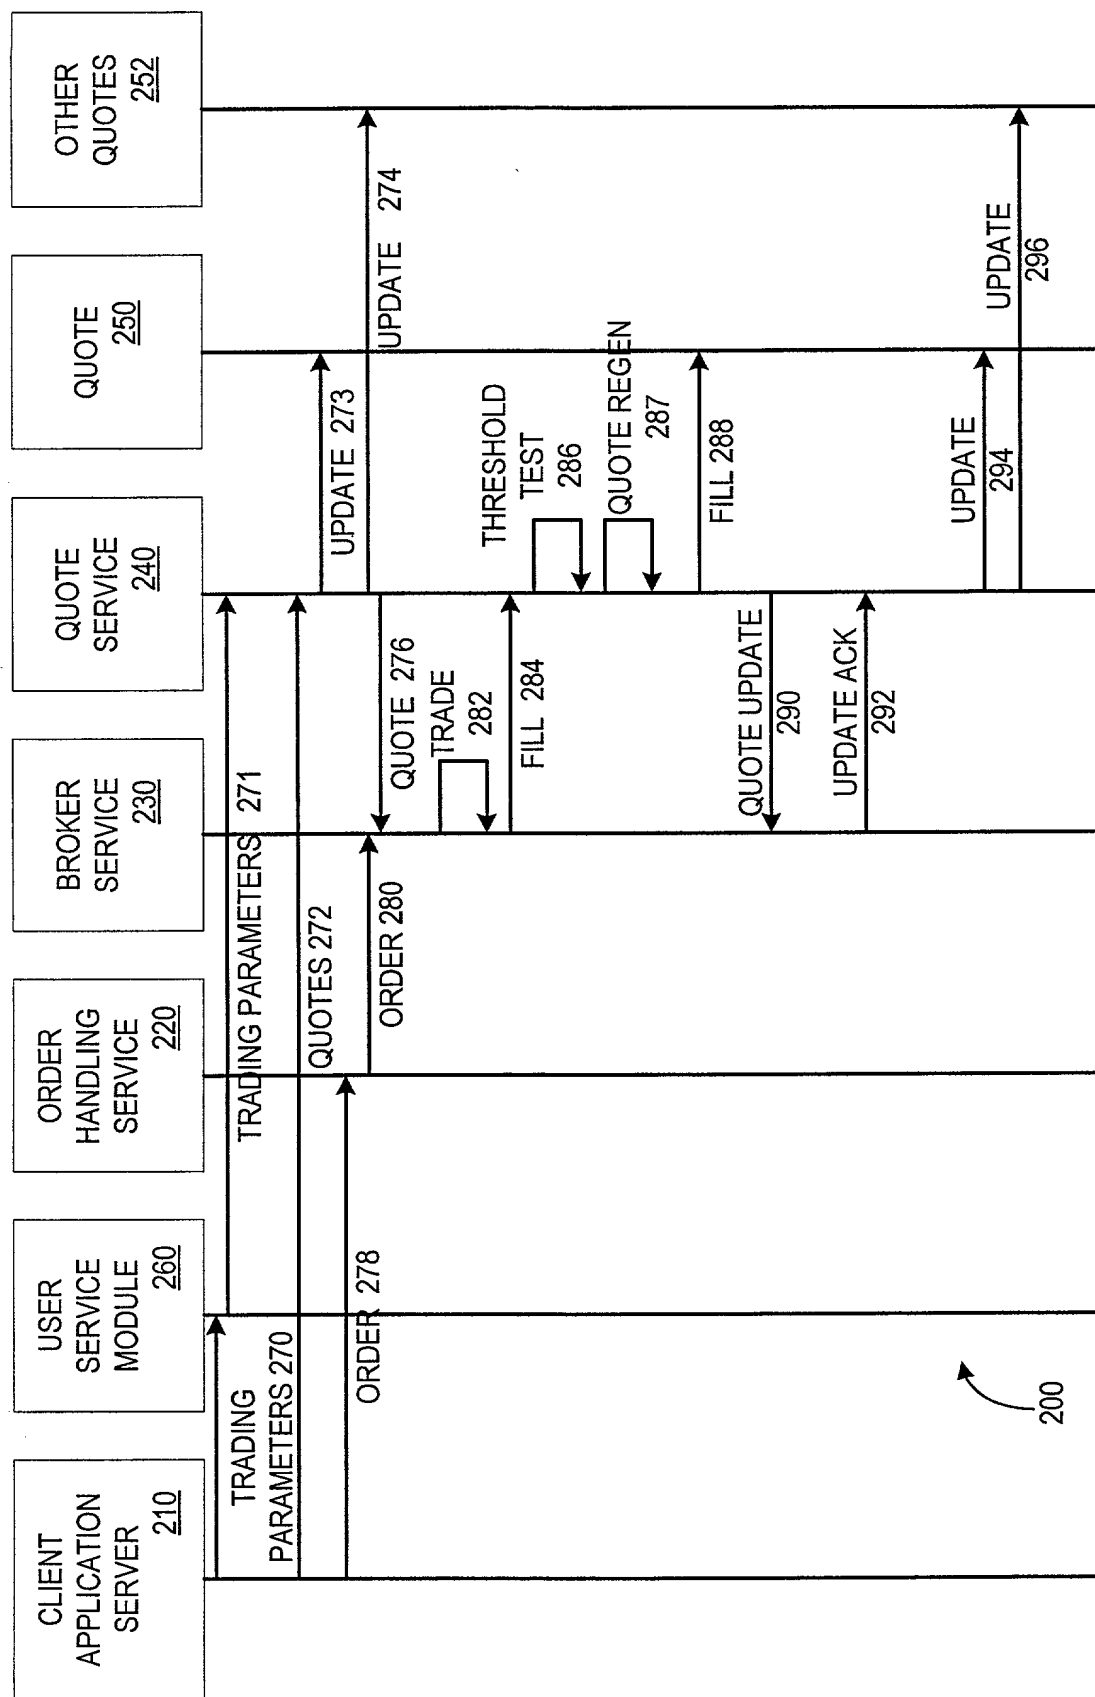 CLIENT
APPLICATION
SERVER
210
USER
SERVICE
MODULE
260
ORDER
HANDLING
SERVICE
220
BROKER
SERVICE
230
QUOTE
SERVICE
240
QUOTE
250
OTHER
QUOTES
252
TRADING
PARAMETERS 270
TRADING PARAMETERS 271
QUOTES 272
UPDATE 273
UPDATE 274
QUOTE 276
ORDER 278
ORDER 280
TRADE
282
FILL 284
THRESHOLD
TEST
286
QUOTE REGEN
287
FILL 288
QUOTE UPDATE
290
UPDATE ACK
292
UPDATE
294
UPDATE
296
200